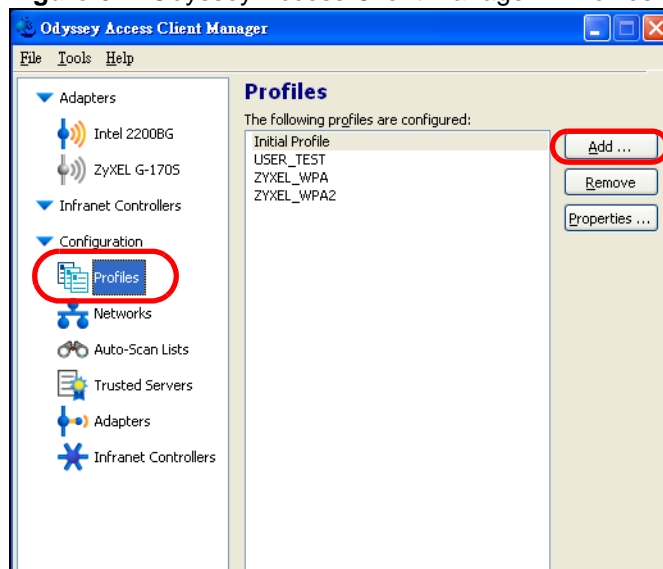 Odyssey Access Client Manager
File Tools Help
Adapters
Intel 2200BG
ZyXEL G-170S
Infranet Controllers
Configuration
Profiles
Networks
Auto-Scan Lists
Trusted Servers
Adapters
Infranet Controllers
Profiles
The following profiles are configured:
Initial Profile
USER_TEST
ZYXEL_WPA
ZYXEL_WPA2
Add ...
Remove
Properties ...